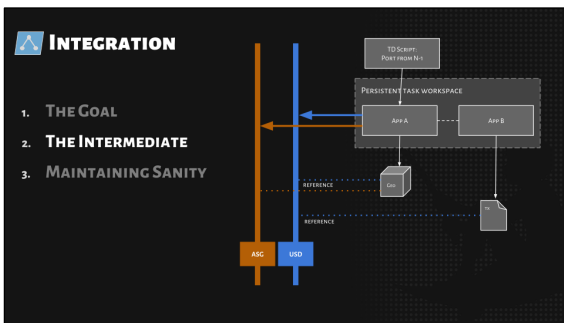 INTEGRATION
1. THE GOAL
2. THE INTERMEDIATE
3. MAINTAINING SANITY
TD SCRIPT:
PORT FROM N-1
PERSISTENT TASK WORKSPACE
APP A
APP B
REFERENCE
GEO
REFERENCE
TX
ASG
USD